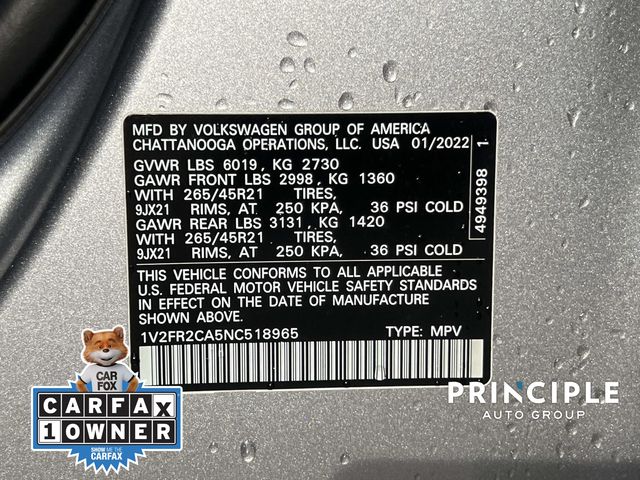 MFD BY VOLKSWAGEN GROUP OF AMERICA
CHATTANOOGA OPERATIONS, LLC. USA 01/2022
GVWR LBS 6019, KG 2730
GAWR FRONT LBS 2998, KG 1360
WITH 265/45R21 TIRES,
9JX21 RIMS, AT 250 KPA, 36 PSI COLD
GAWR REAR LBS 3131, KG 1420
WITH 265/45R21 TIRES,
9JX21 RIMS, AT 250 KPA, 36 PSI COLD
THIS VEHICLE CONFORMS TO ALL APPLICABLE
U.S. FEDERAL MOTOR VEHICLE SAFETY STANDARDS
IN EFFECT ON THE DATE OF MANUFACTURE
SHOWN ABOVE.
1V2FR2CA5NC518965 TYPE: MPV
4949398 1
CAR
FOX
CARFAX
1 OWNER
SHOW ME THE
CARFAX
PRINCIPLE
AUTO GROUP